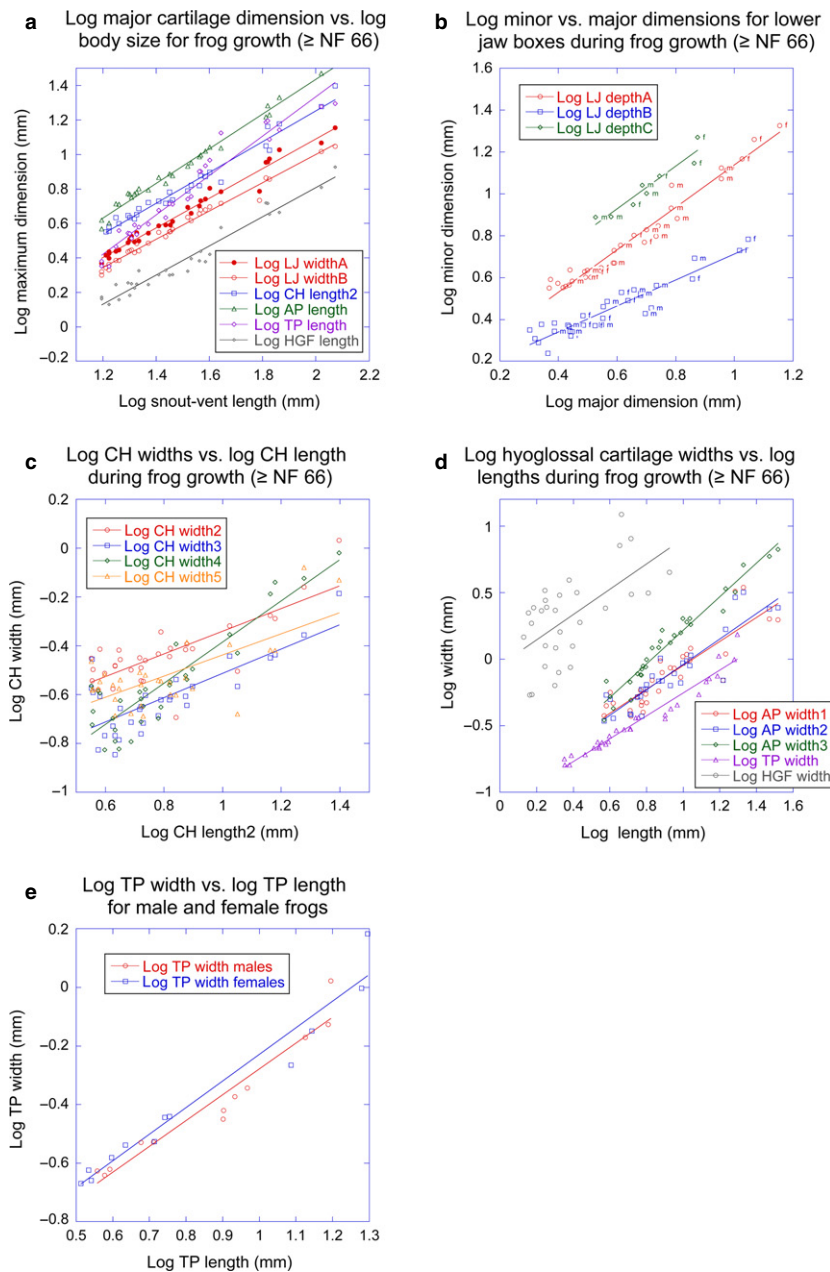 a
Log major cartilage dimension vs. log
body size for frog growth (≥ NF 66)
Log maximum dimension (mm)
1.4
1.2
1
0.8
0.6
0.4
0.2
0
−0.2
Log LJ widthA
Log LJ widthB
Log CH length2
Log AP length
Log TP length
Log HGF length
1.2 1.4 1.6 1.8 2.0 2.2
Log snout-vent length (mm)
b
Log minor vs. major dimensions for lower
jaw boxes during frog growth (≥ NF 66)
Log minor dimension (mm)
1.6
1.4
1.2
1.0
0.8
0.6
0.4
0.2
Log LJ depthA
Log LJ depthB
Log LJ depthC
0.2 0.4 0.6 0.8 1 1.2
Log major dimension (mm)
c
Log CH widths vs. log CH length
during frog growth (≥ NF 66)
Log CH width (mm)
0.2
0
−0.2
−0.4
−0.6
−0.8
−1
Log CH width2
Log CH width3
Log CH width4
Log CH width5
0.6 0.8 1 1.2 1.4
Log CH length2 (mm)
d
Log hyoglossal cartilage widths vs. log
lengths during frog growth (≥ NF 66)
Log width (mm)
1
0.5
0
−0.5
−1
Log AP width1
Log AP width2
Log AP width3
Log TP width
Log HGF width
0 0.2 0.4 0.6 0.8 1.0 1.2 1.4 1.6
Log length (mm)
e
Log TP width vs. log TP length
for male and female frogs
Log TP width (mm)
0.2
0
−0.2
−0.4
−0.6
−0.8
Log TP width males
Log TP width females
0.5 0.6 0.7 0.8 0.9 1 1.1 1.2 1.3
Log TP length (mm)